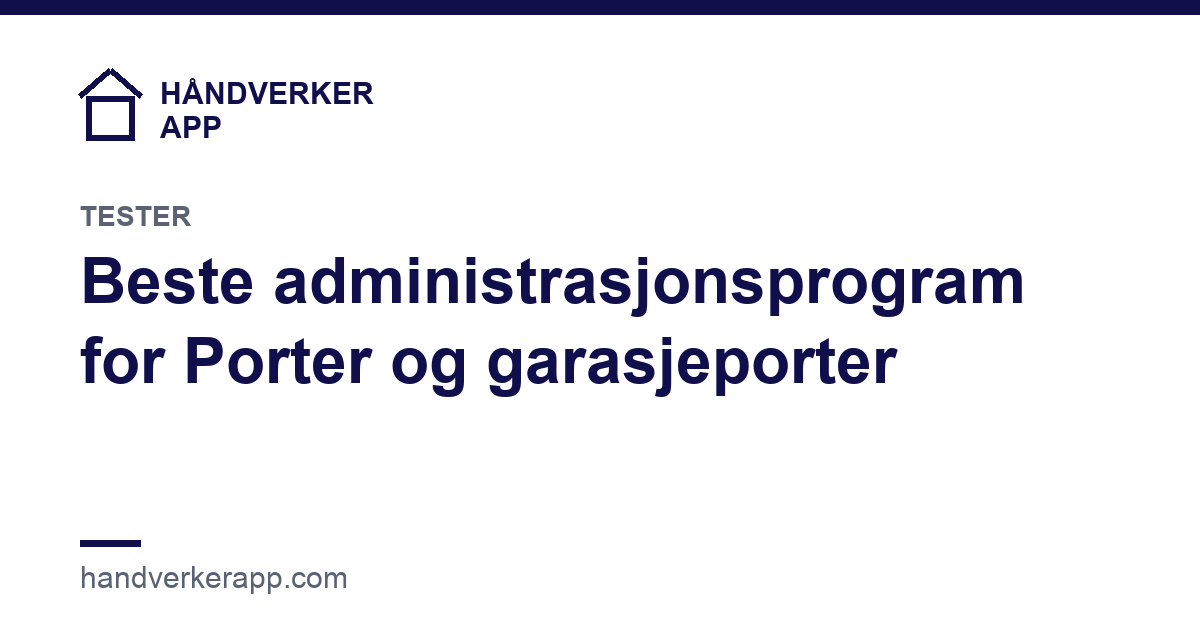 HÅNDVERKER
APP
TESTER
Beste administrasjonsprogram
for Porter og garasjeporter
handverkerapp.com